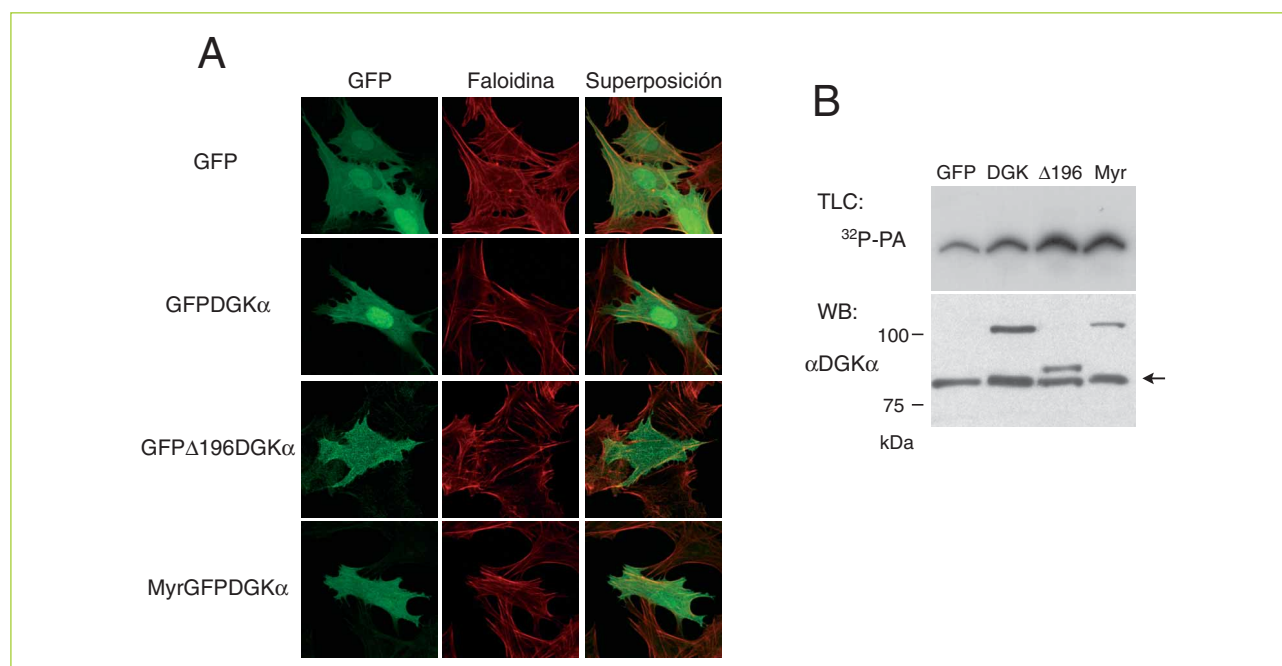 A
GFP Faloidina Superposición
GFP
GFPDGKα
GFPΔ196DGKα
MyrGFPDGKα
B
GFP DGK Δ196 Myr
TLC:
³²P-PA
WB:
100
αDGKα
75
kDa